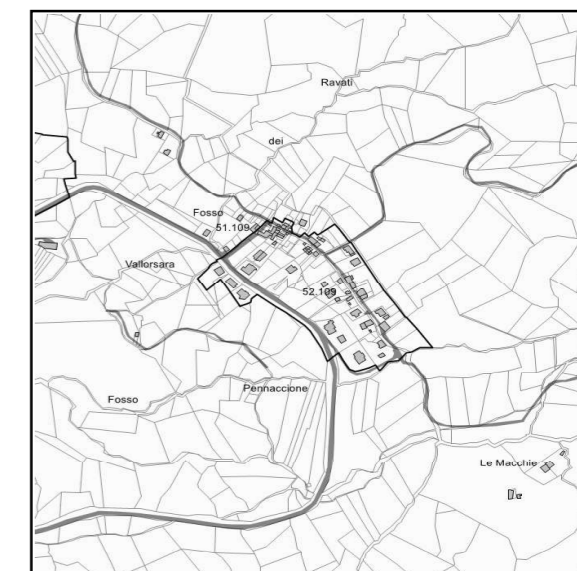 Ravati
dei
Fosso
51.109
Vallorsara
52.109
Pennaccione
Fosso
Le Macchie